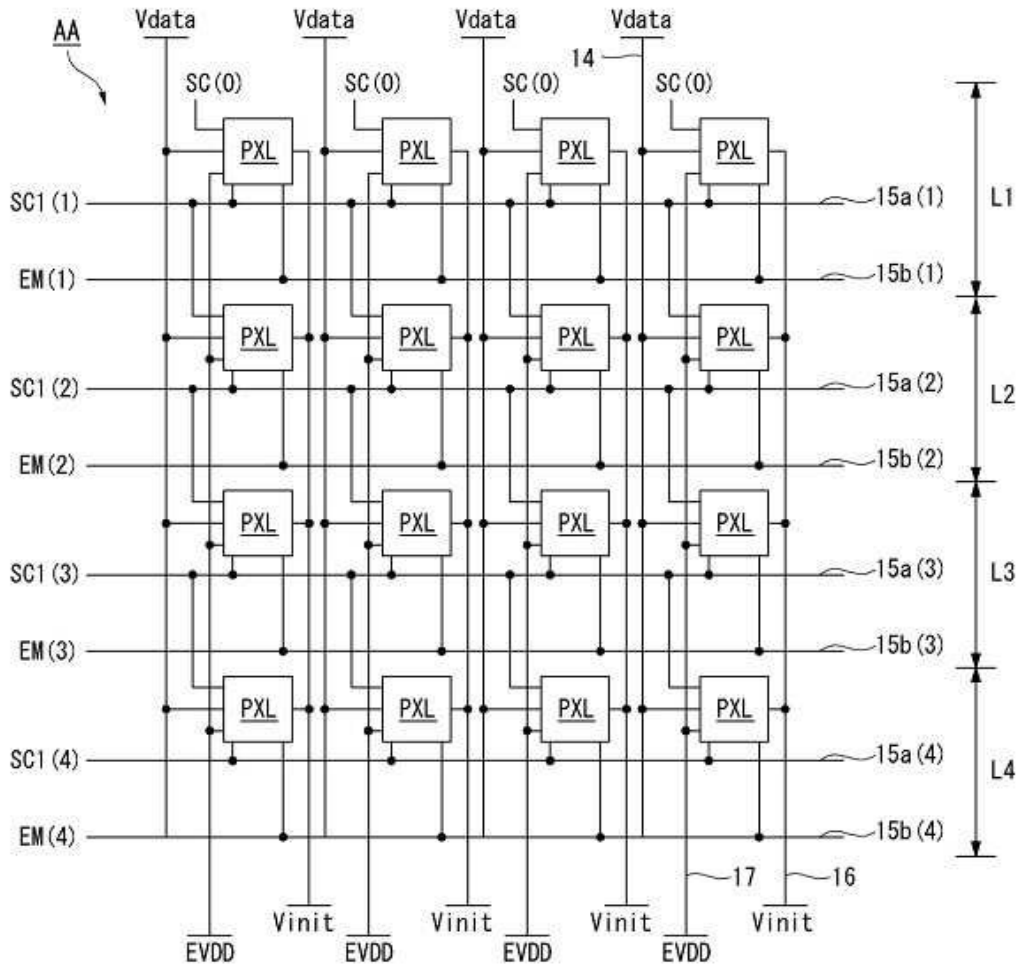 Vdata Vdata Vdata Vdata
AA
14
SC(0) SC(0) SC(0) SC(0)
PXL PXL PXL PXL
SC1(1) 15a(1)
L1
EM(1) 15b(1)
PXL PXL PXL PXL
SC1(2) 15a(2)
L2
EM(2) 15b(2)
PXL PXL PXL PXL
SC1(3) 15a(3)
L3
EM(3) 15b(3)
PXL PXL PXL PXL
SC1(4) 15a(4)
L4
EM(4) 15b(4)
17 16
Vinit Vinit Vinit Vinit
EVDD EVDD EVDD EVDD